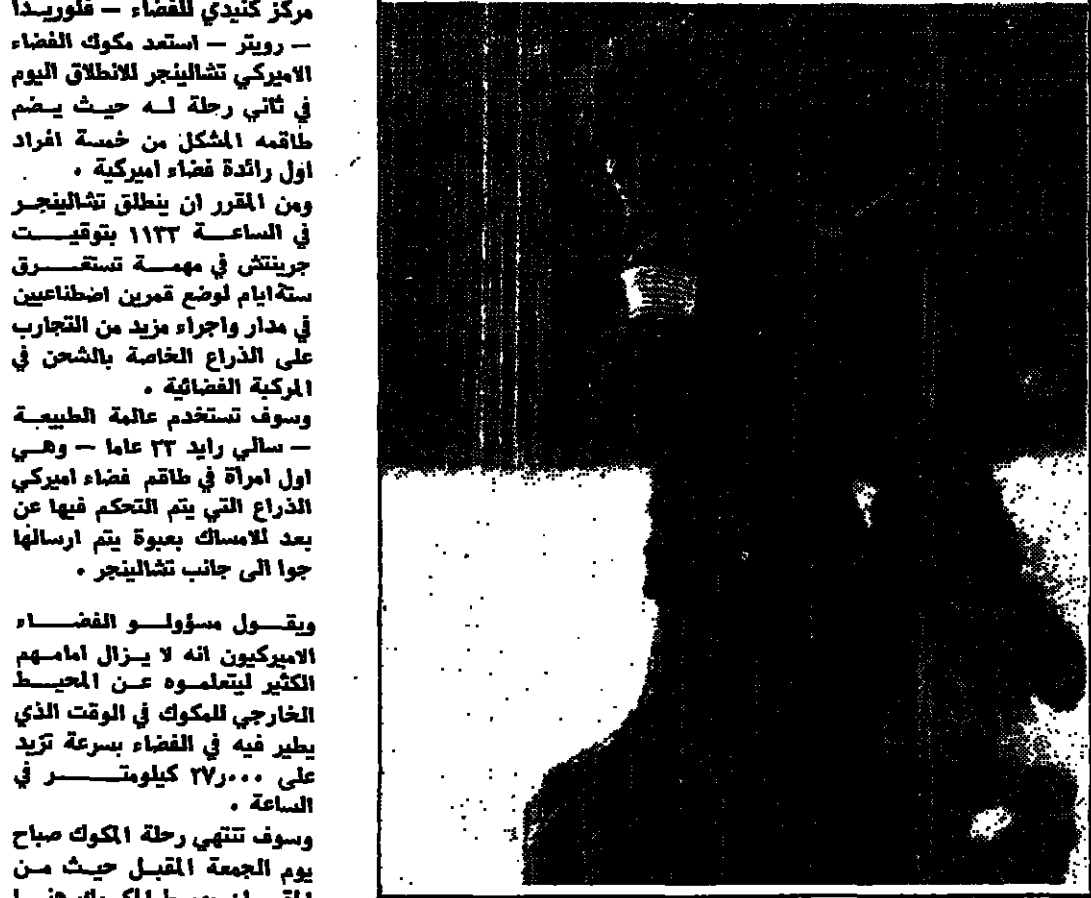 مركز كنيدي للفضاء — فلوريدا
— رويتر — استعد مكوك الفضاء
الاميركي تشالينجر للانطلاق اليوم
في ثاني رحلة له حيث يضم
طاقمه المشكل من خمسة افراد
اول رائدة فضاء اميركية .
ومن المقرر ان ينطلق تشالينجر
في الساعة ١١٣٣ بتوقيت
جرينتش في مهمة تستغرق
ستة ايام لوضع قمرين اصطناعيين
في مدار واجراء مزيد من التجارب
على الذراع الخاصة بالشحن في
المركبة الفضائية .
وسوف تستخدم عالمة الطبيعة
— سالي رايد ٣٢ عاما — وهي
اول امرأة في طاقم فضاء اميركي
الذراع التي يتم التحكم فيها عن
بعد للامساك بعبوة يتم ارسالها
جوا الى جانب تشالينجر .
ويقول مسؤولو الفضاء
الاميركيون انه لا يزال امامهم
الكثير ليتعلموه عن المحيط
الخارجي للمكوك في الوقت الذي
يطير فيه في الفضاء بسرعة تزيد
على ٢٧٫٠٠٠ كيلومتر في
الساعة .
وسوف تنتهي رحلة المكوك صباح
يوم الجمعة المقبل حيث من